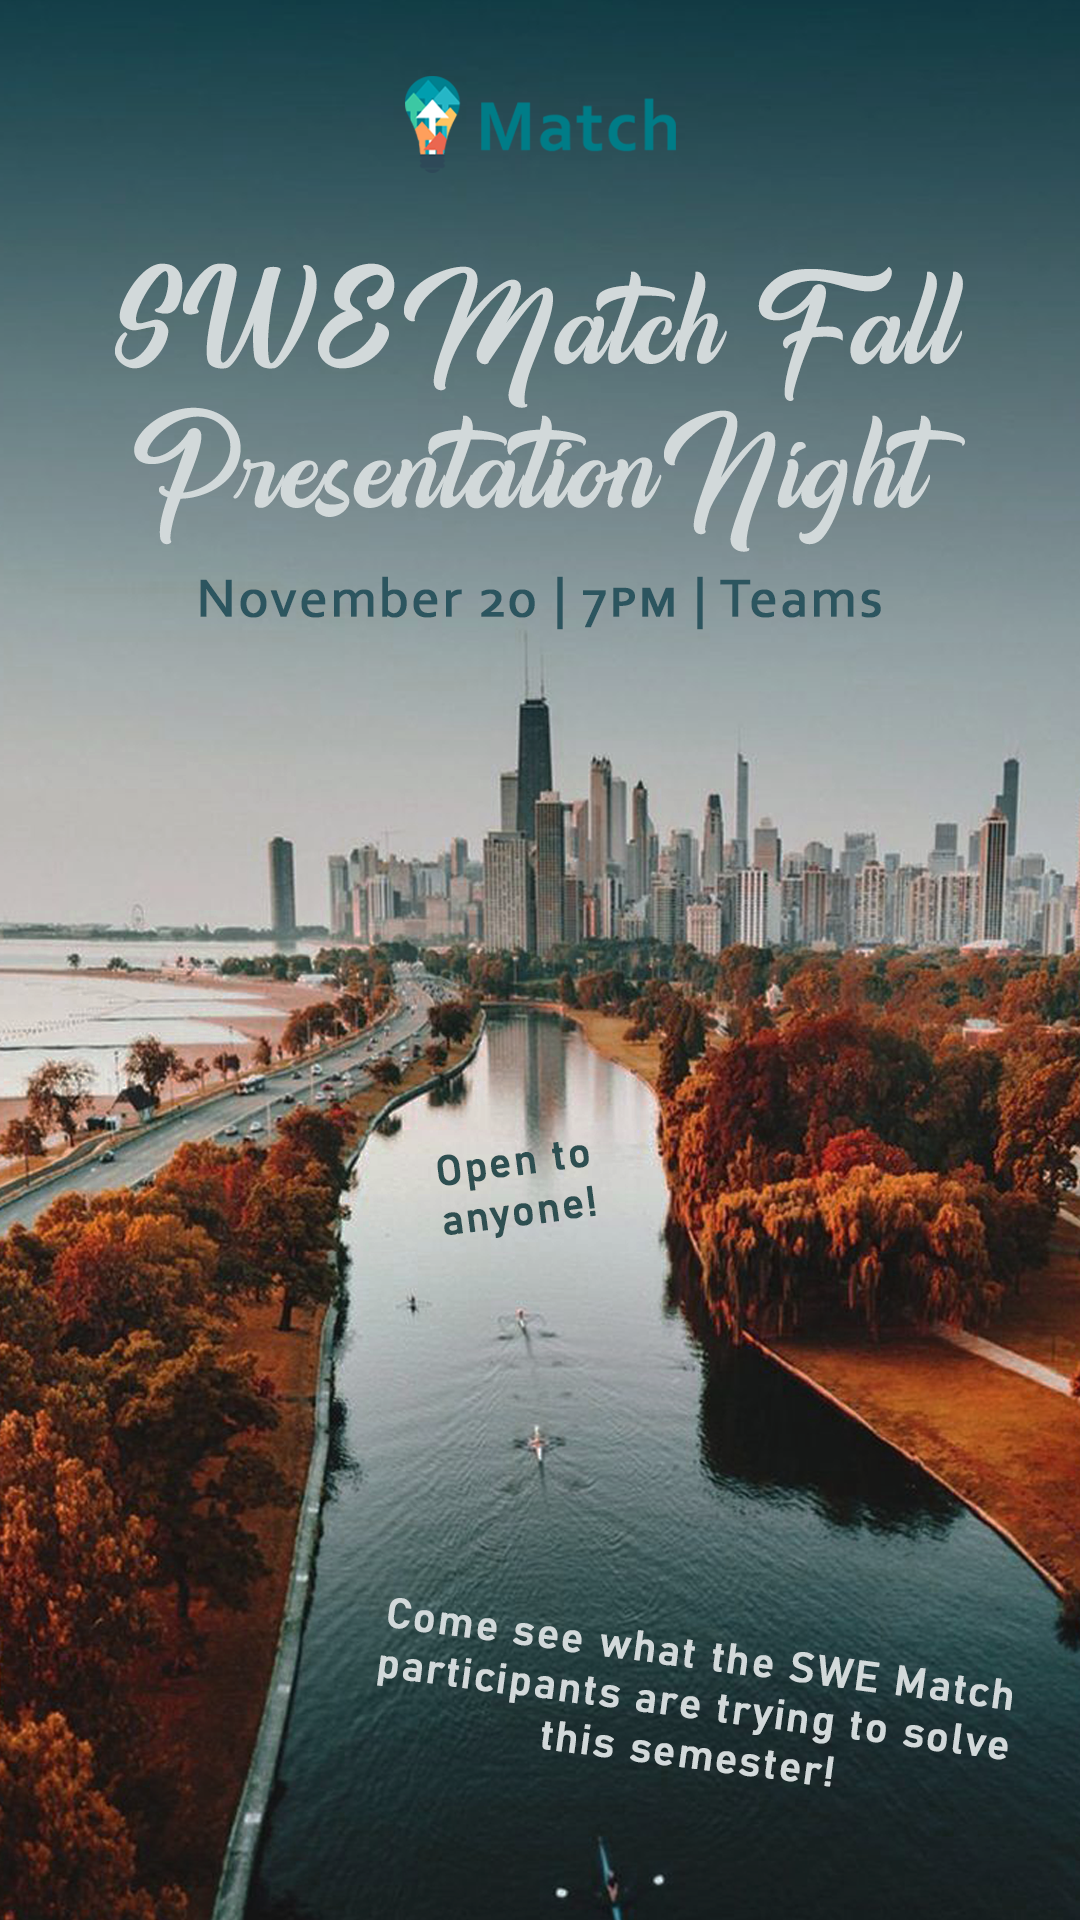 Match
SWE Match Fall
Presentation Night
November 20 | 7PM | Teams
Open to
anyone!
Come see what the SWE Match
participants are trying to solve
this semester!